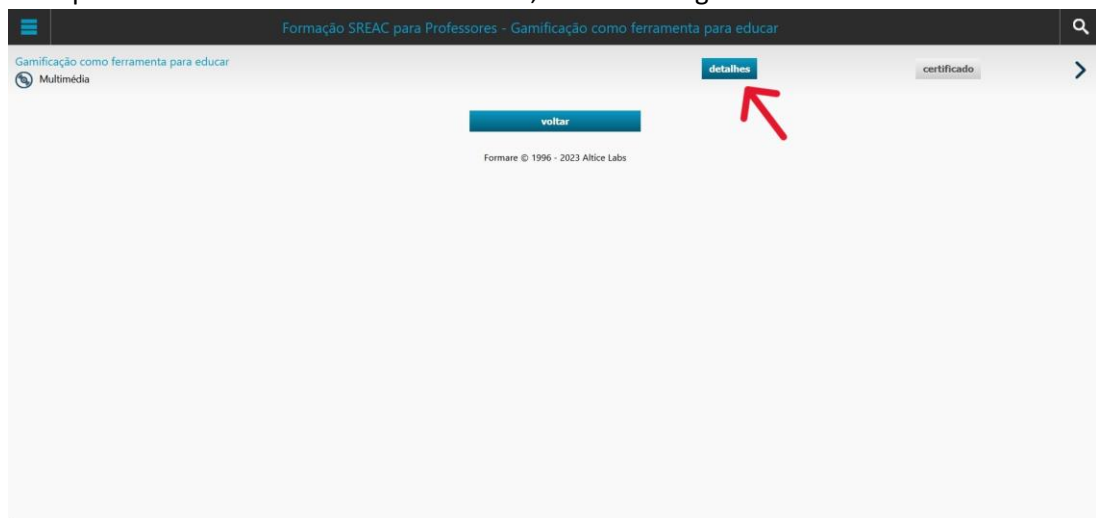 Formação SREAC para Professores - Gamificação como ferramenta para educar
Gamificação como ferramenta para educar
Multimédia
detalhes
certificado
voltar
Formare © 1996 - 2023 Altice Labs